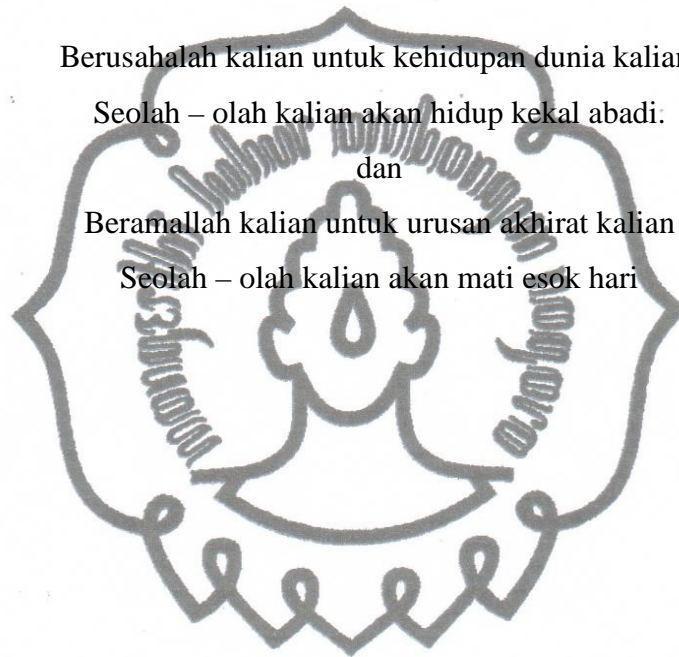 Berusahalah kalian untuk kehidupan dunia kalian
Seolah – olah kalian akan hidup kekal abadi.
dan
Beramallah kalian untuk urusan akhirat kalian
Seolah – olah kalian akan mati esok hari